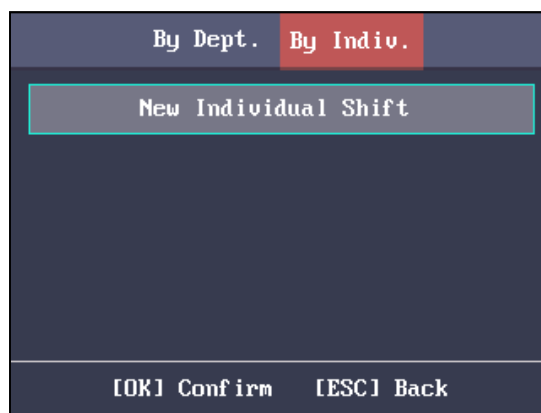 By Dept. By Indiv.
New Individual Shift
[OK] Confirm [ESC] Back